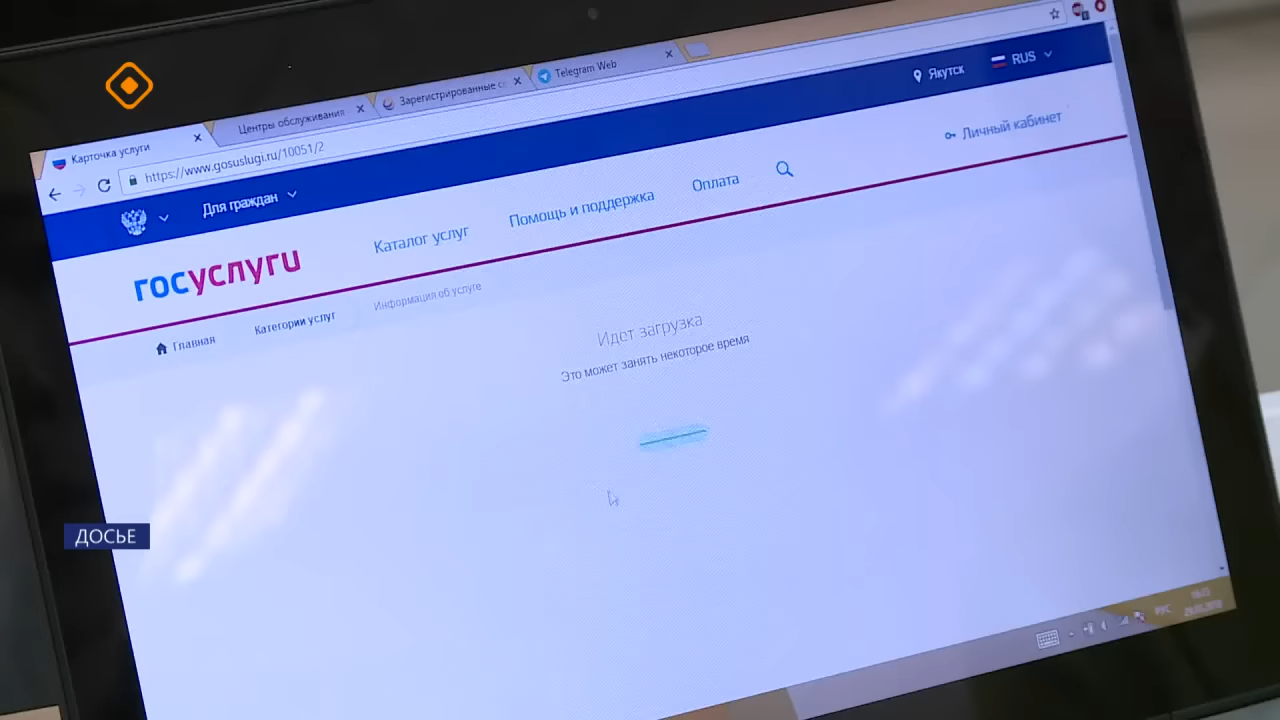 Карточка услуги
Центры обслуживания
Зарегистрированные
Telegram Web
https://www.gosuslugi.ru/10051/2
Для граждан
Якутск
RUS
госуслуги
Каталог услуг
Помощь и поддержка
Оплата
Личный кабинет
Главная
Категории услуг
Информация об услуге
Идет загрузка
Это может занять некоторое время
ДОСЬЕ
РУС